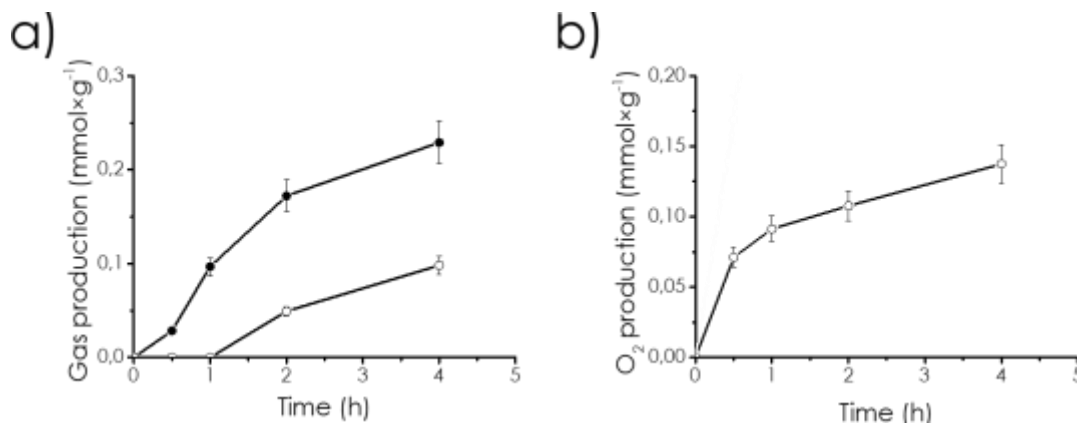 a)
Gas production (mmol×g⁻¹)
0,3
0,2
0,1
0,0
0 1 2 3 4 5
Time (h)
b)
O₂ production (mmol×g⁻¹)
0,20
0,15
0,10
0,05
0,00
0 1 2 3 4 5
Time (h)